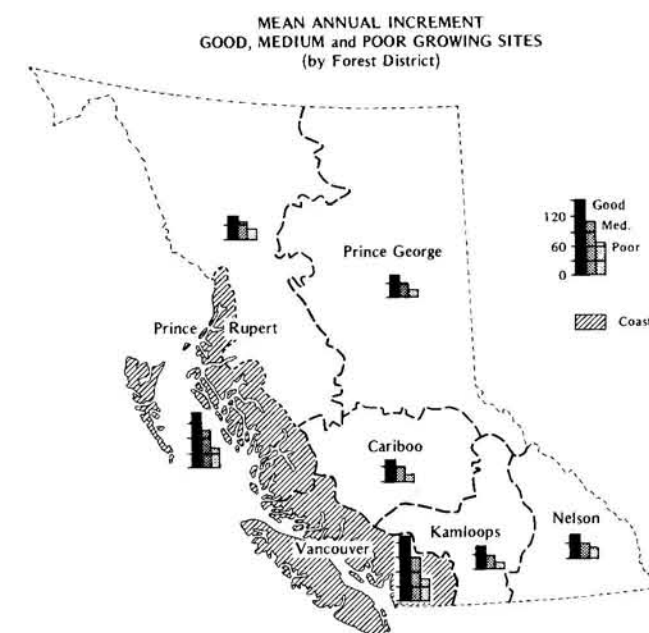 MEAN ANNUAL INCREMENT
GOOD, MEDIUM and POOR GROWING SITES
(by Forest District)
Good
120
Med.
60
Poor
0
Prince George
Coast
Prince Rupert
Cariboo
Kamloops
Nelson
Vancouver